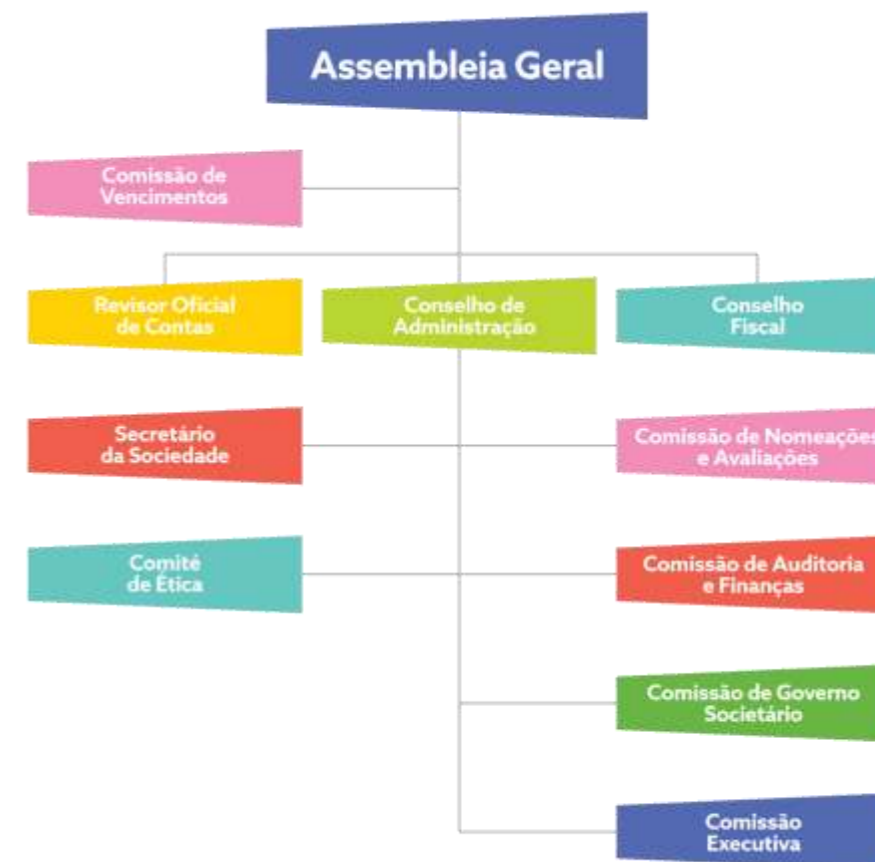 Assembleia Geral
Comissão de
Vencimentos
Revisor Oficial
de Contas
Conselho de
Administração
Conselho
Fiscal
Secretário
da Sociedade
Comissão de Nomeações
e Avaliações
Comité
de Ética
Comissão de Auditoria
e Finanças
Comissão de Governo
Societário
Comissão
Executiva